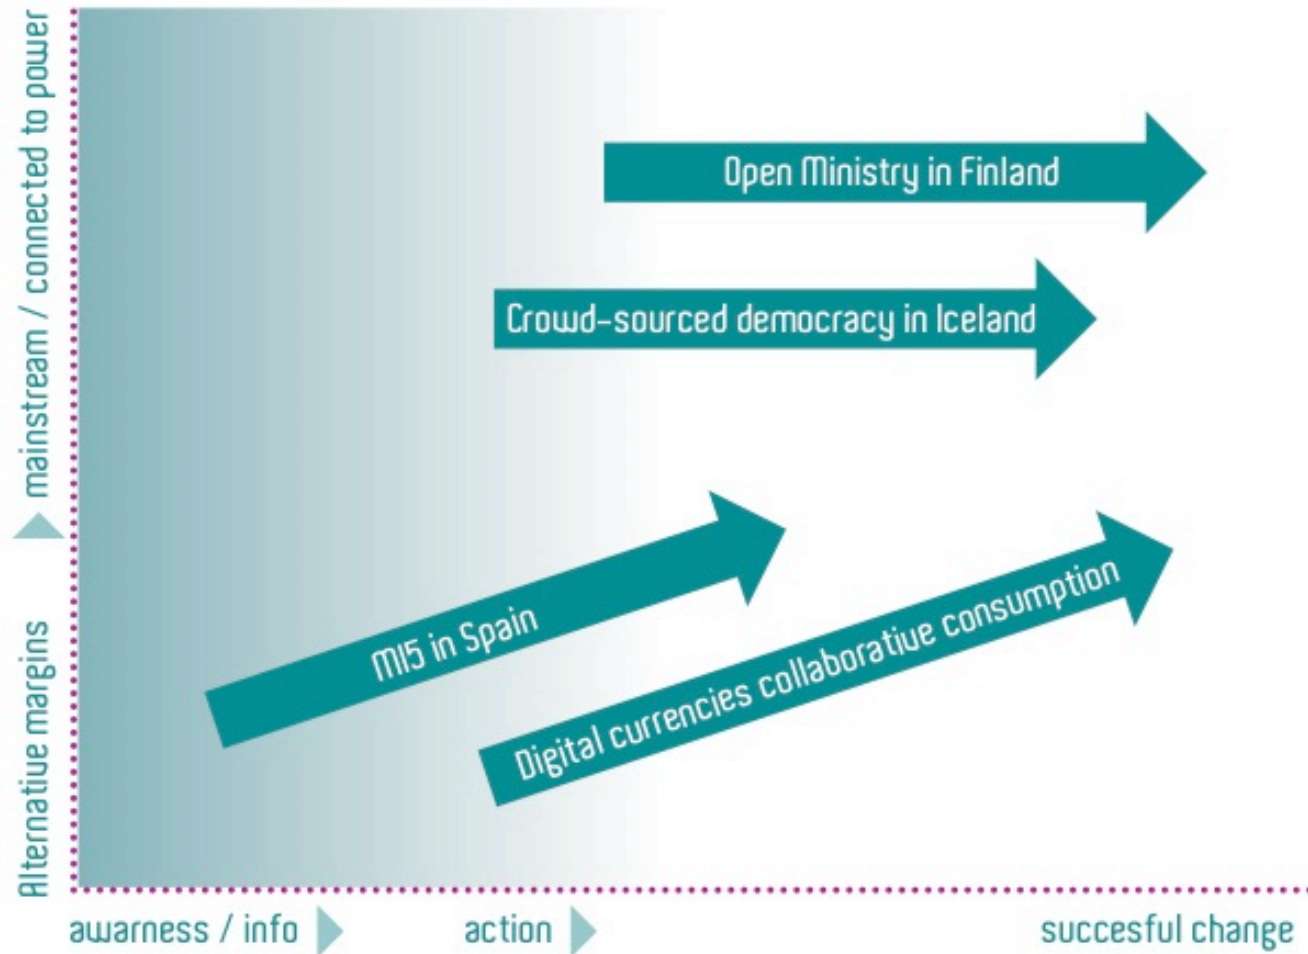 mainstream / connected to power
Alternative margins
Open Ministry in Finland
Crowd-sourced democracy in Iceland
M15 in Spain
Digital currencies collaborative consumption
awarness / info
action
succesful change